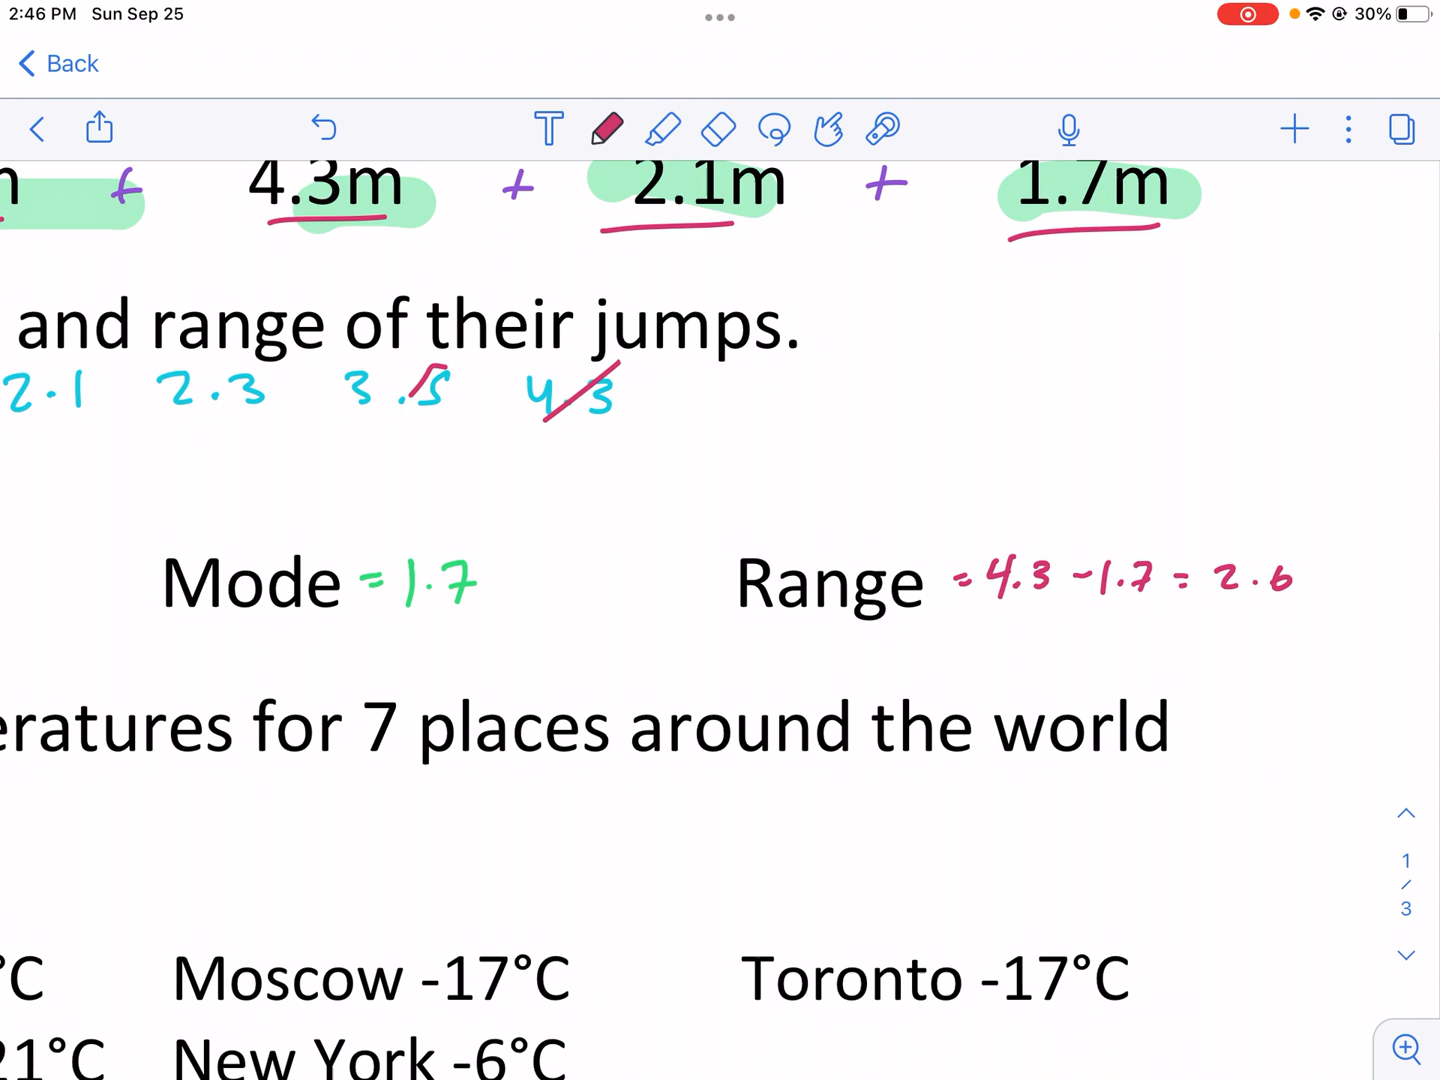 2:46 PM Sun Sep 25
30%
Back
+ 4.3m + 2.1m + 1.7m
and range of their jumps.
2.1 2.3 3.5 4.3
Mode = 1.7 Range = 4.3 - 1.7 = 2.6
eratures for 7 places around the world
1
/
3
°C Moscow -17°C Toronto -17°C
21°C New York -6°C